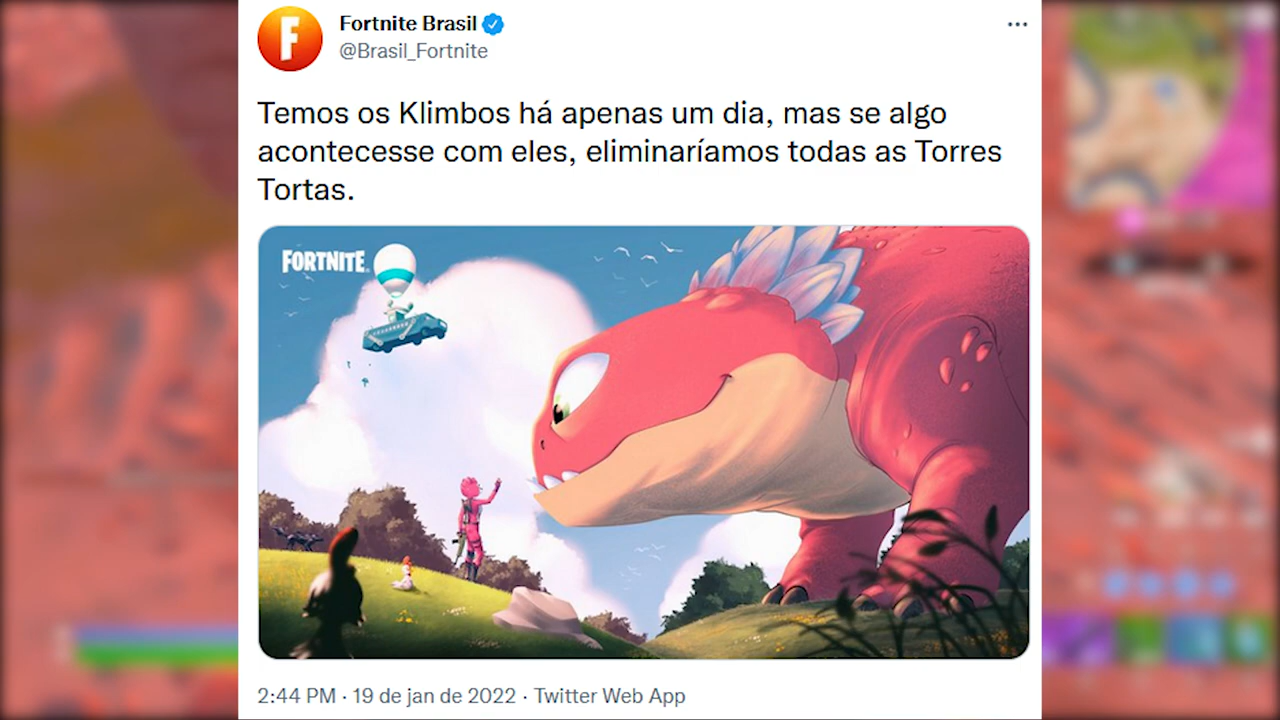 Fortnite Brasil
@Brasil_Fortnite
Temos os Klimbos há apenas um dia, mas se algo
acontecesse com eles, eliminaríamos todas as Torres
Tortas.
FORTNITE
2:44 PM · 19 de jan de 2022 · Twitter Web App